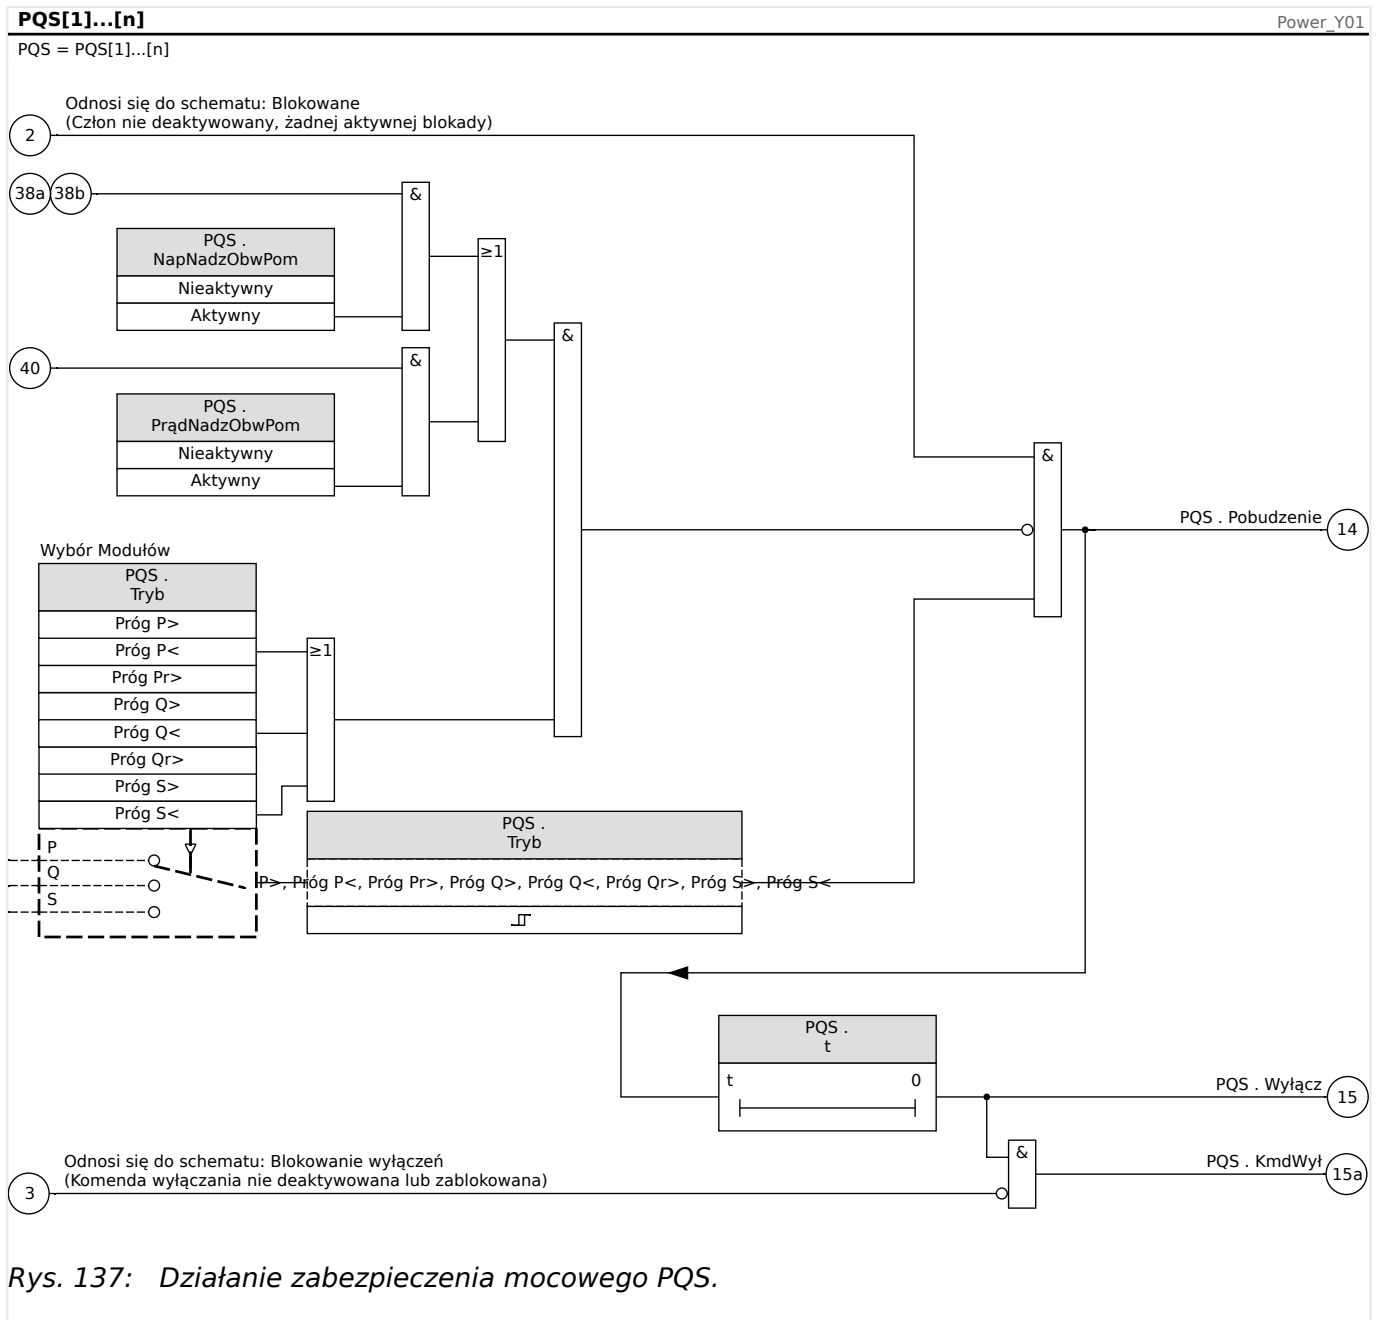 PQS[1]...[n]
Power_Y01
PQS = PQS[1]...[n]
Odnosi się do schematu: Blokowane
(Człon nie deaktywowany, żadnej aktywnej blokady)
2
38a 38b
&
PQS .
NapNadzObwPom
Nieaktywny
Aktywny
≥1
&
40
&
PQS .
PrądNadzObwPom
Nieaktywny
Aktywny
&
PQS . Pobudzenie
14
Wybór Modułów
PQS .
Tryb
Próg P>
Próg P<
Próg Pr>
Próg Q>
Próg Q<
Próg Qr>
Próg S>
Próg S<
≥1
P
Q
S
PQS .
Tryb
P>, Próg P<, Próg Pr>, Próg Q>, Próg Q<, Próg Qr>, Próg S>, Próg S<
PQS .
t
t 0
PQS . Wyłącz
15
&
PQS . KmdWył
15a
Odnosi się do schematu: Blokowanie wyłączeń
(Komenda wyłączania nie deaktywowana lub zablokowana)
3
Rys. 137: Działanie zabezpieczenia mocowego PQS.